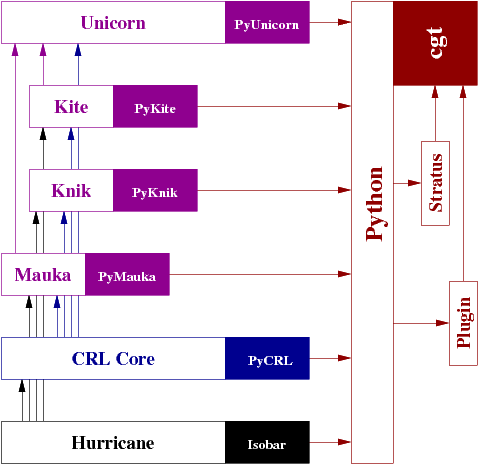 Unicorn PyUnicorn
cgt
Kite PyKite
Python
Stratus
Knik PyKnik
Mauka PyMauka
Plugin
CRL Core PyCRL
Hurricane Isobar